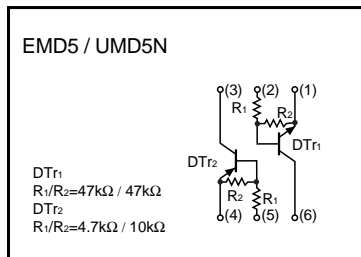 EMD5 / UMD5N
(3) (2) (1)
R1
R2
DTr1
DTr2
R2
R1
(4) (5) (6)
DTr1
R1/R2=47kΩ / 47kΩ
DTr2
R1/R2=4.7kΩ / 10kΩ